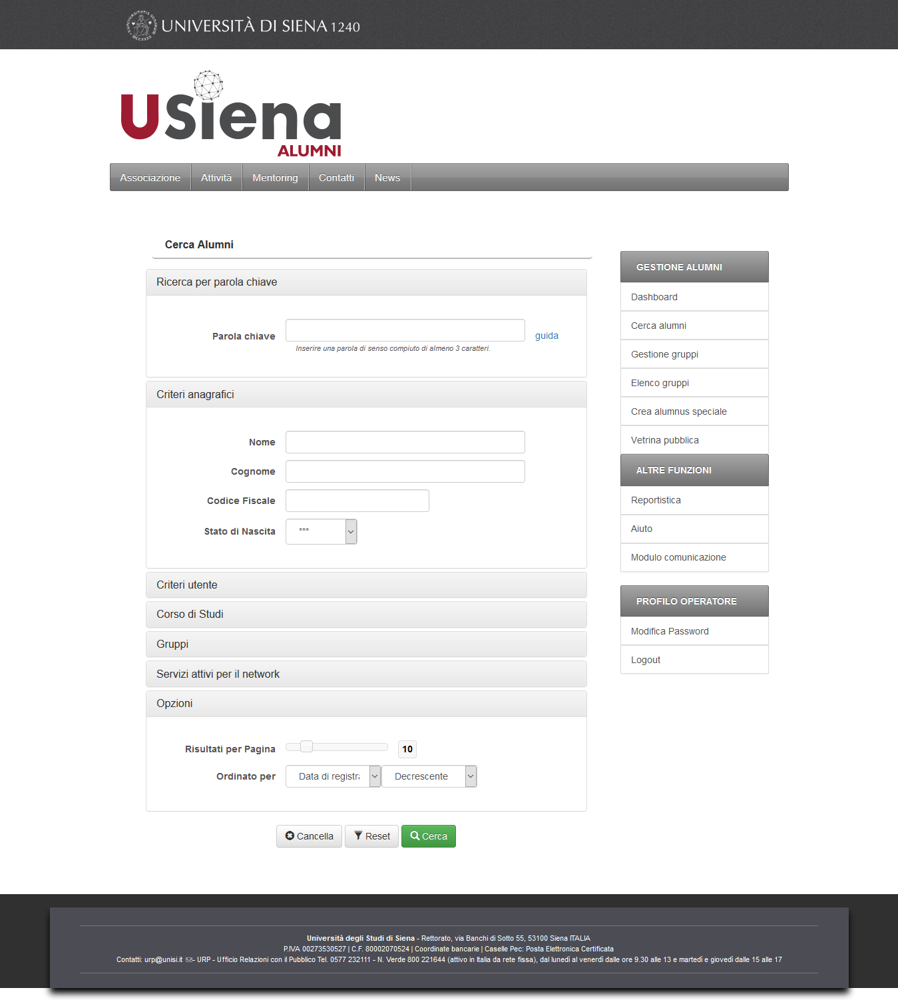 UNIVERSITÀ DI SIENA 1240
USiena
ALUMNI
Associazione
Attività
Mentoring
Contatti
News
Cerca Alumni
Ricerca per parola chiave
Parola chiave
guida
Inserire una parola di senso compiuto di almeno 3 caratteri.
Criteri anagrafici
Nome
Cognome
Codice Fiscale
Stato di Nascita
***
Criteri utente
Corso di Studi
Gruppi
Servizi attivi per il network
Opzioni
Risultati per Pagina
10
Ordinato per
Data di registra
Decrescente
Cancella
Reset
Cerca
GESTIONE ALUMNI
Dashboard
Cerca alumni
Gestione gruppi
Elenco gruppi
Crea alumnus speciale
Vetrina pubblica
ALTRE FUNZIONI
Reportistica
Aiuto
Modulo comunicazione
PROFILO OPERATORE
Modifica Password
Logout
Università degli Studi di Siena - Rettorato, via Banchi di Sotto 55, 53100 Siena ITALIA
P.IVA 00273530527 | C.F. 80002070524 | Coordinate bancarie | Caselle Pec: Posta Elettronica Certificata
Contatti: urp@unisi.it - URP - Ufficio Relazioni con il Pubblico Tel. 0577 232111 - N. Verde 800 221644 (attivo in Italia da rete fissa), dal lunedì al venerdì dalle ore 9.30 alle 13 e martedì e giovedì dalle 15 alle 17